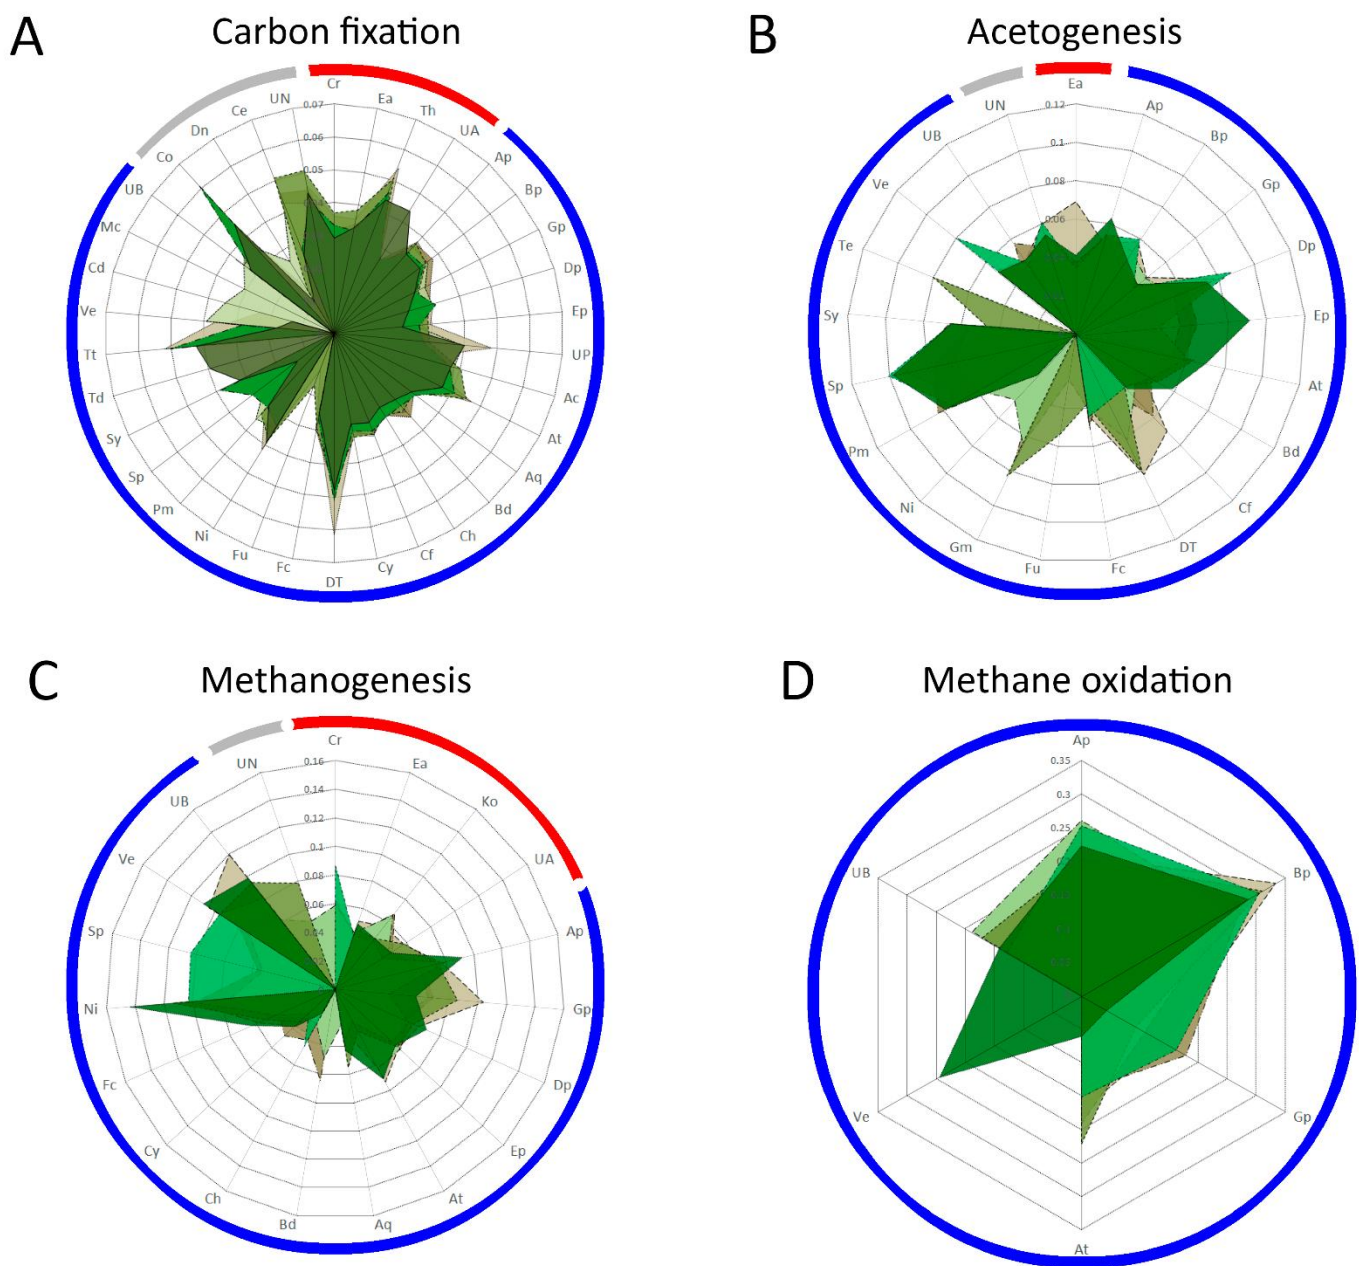 A Carbon fixation
Cr
Ea
Th
UA
Ap
Bp
Gp
Dp
Ep
UP
Ac
At
Aq
Bd
Ch
Cf
Cy
DT
Fc
Fu
Ni
Pm
Sp
Sy
Td
Tt
Ve
Cd
Mc
UB
Co
Dn
Ce
UN
0.07
0.06
0.05
B Acetogenesis
Ea
Ap
Bp
Gp
Dp
Ep
At
Bd
Cf
DT
Fc
Fu
Gm
Ni
Pm
Sp
Sy
Te
Ve
UB
UN
0.12
0.1
0.08
0.06
C Methanogenesis
Cr
Ea
Ko
UA
Ap
Gp
Dp
Ep
At
Aq
Bd
Ch
Cy
Fc
Ni
Sp
Ve
UB
UN
0.16
0.14
0.12
0.1
0.08
0.06
0.04
D Methane oxidation
Ap
Bp
Gp
At
Ve
UB
0.35
0.3
0.25